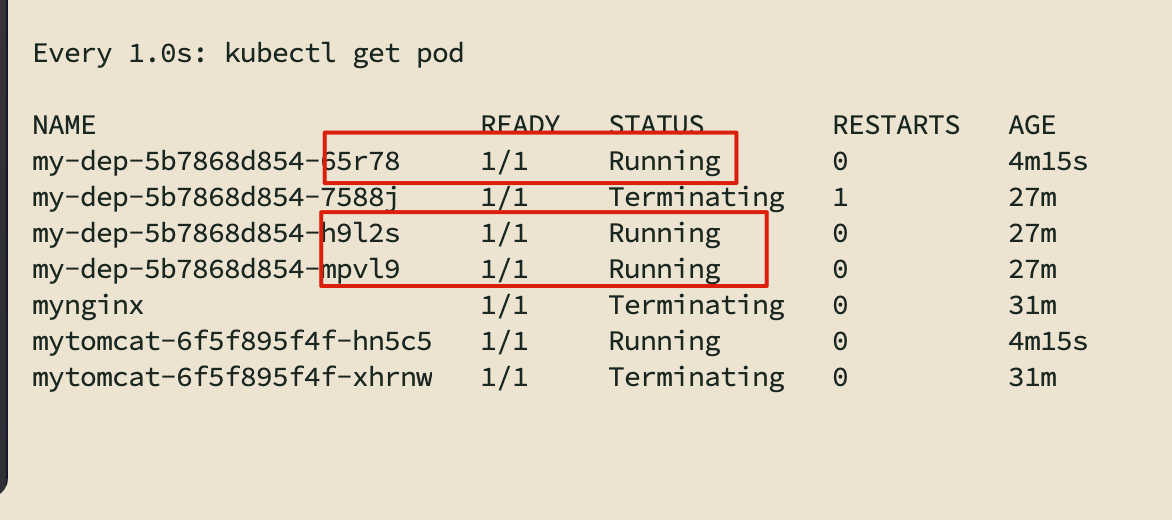 Every 1.0s: kubectl get pod
NAME READY STATUS RESTARTS AGE
my-dep-5b7868d854-65r78 1/1 Running 0 4m15s
my-dep-5b7868d854-7588j 1/1 Terminating 1 27m
my-dep-5b7868d854-h9l2s 1/1 Running 0 27m
my-dep-5b7868d854-mpvl9 1/1 Running 0 27m
mynginx 1/1 Terminating 0 31m
mytomcat-6f5f895f4f-hn5c5 1/1 Running 0 4m15s
mytomcat-6f5f895f4f-xhrnw 1/1 Terminating 0 31m